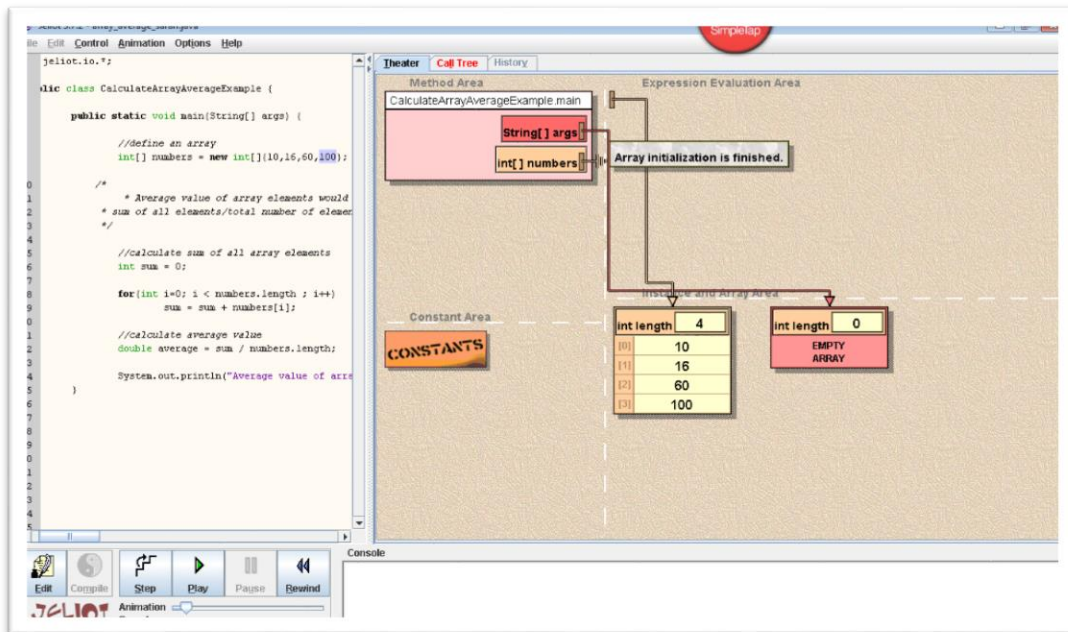 SimpleTap
Edit Control Animation Options Help
jeliot.io.*;
class CalculateArrayAverageExample {
public static void main(String[] args) {
//define an array
int[] numbers = new int[]{10,16,60,100};
/*
* Average value of array elements would
* sum of all elements/total number of
*/
//calculate sum of all array elements
int sum = 0;
for(int i=0; i < numbers.length ; i++)
sum = sum + numbers[i];
//calculate average value
double average = sum / numbers.length;
System.out.println("Average value of
}
Theater Call Tree History
Method Area
Expression Evaluation Area
CalculateArrayAverageExample.main
String[ ] args
int[ ] numbers
Array initialization is finished.
Instance and Array Area
Constant Area
CONSTANTS
int length 4
[0] 10
[1] 16
[2] 60
[3] 100
int length 0
EMPTY
ARRAY
Edit Compile Step Play Pause Rewind
JELIOT
Animation
Console